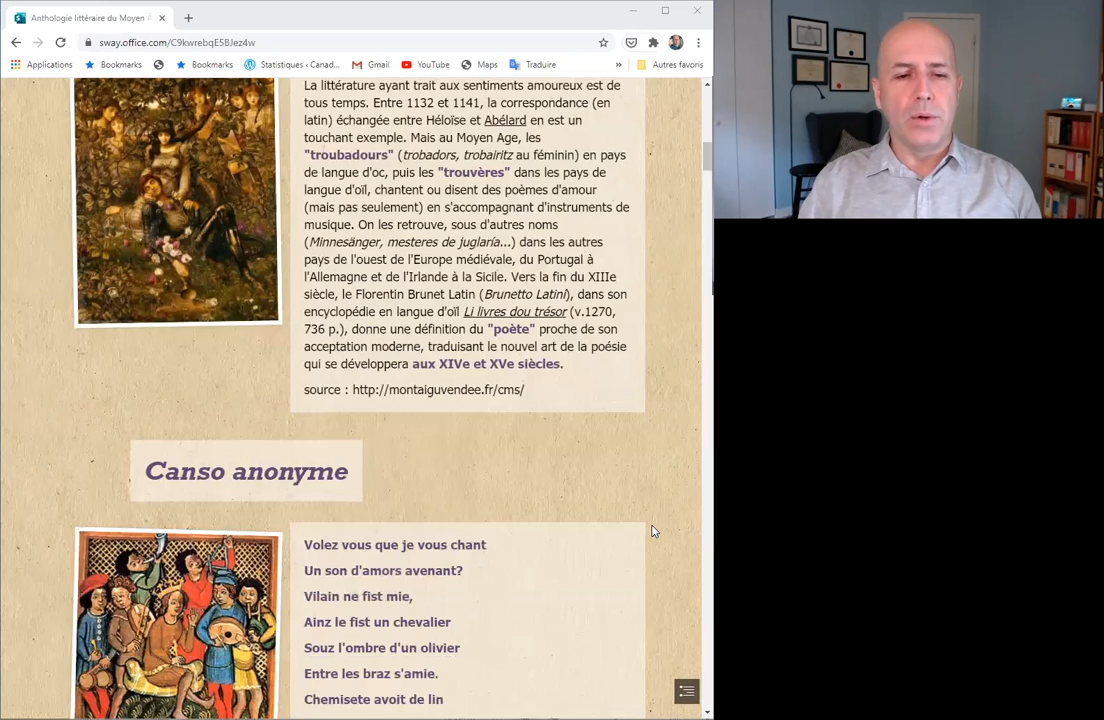 Anthologie littéraire du Moyen
sway.office.com/C9kwrebqE5BJez4w
Applications
Bookmarks
Bookmarks
Statistiques - Canad...
Gmail
YouTube
Maps
Traduire
»
Autres favoris
La littérature ayant trait aux sentiments amoureux est de
tous temps. Entre 1132 et 1141, la correspondance (en
latin) échangée entre Héloïse et Abélard en est un
touchant exemple. Mais au Moyen Age, les
"troubadours" (trobadors, trobairitz au féminin) en pays
de langue d'oc, puis les "trouvères" dans les pays de
langue d'oïl, chantent ou disent des poèmes d'amour
(mais pas seulement) en s'accompagnant d'instruments de
musique. On les retrouve, sous d'autres noms
(Minnesänger, mesteres de juglaría...) dans les autres
pays de l'ouest de l'Europe médiévale, du Portugal à
l'Allemagne et de l'Irlande à la Sicile. Vers la fin du XIIIe
siècle, le Florentin Brunet Latin (Brunetto Latini), dans son
encyclopédie en langue d'oïl Li livres dou trésor (v.1270,
736 p.), donne une définition du "poète" proche de son
acceptation moderne, traduisant le nouvel art de la poésie
qui se développera aux XIVe et XVe siècles.
source : http://montaiguvendee.fr/cms/
Canso anonyme
Volez vous que je vous chant
Un son d'amors avenant?
Vilain ne fist mie,
Ainz le fist un chevalier
Souz l'ombre d'un olivier
Entre les braz s'amie.
Chemisete avoit de lin